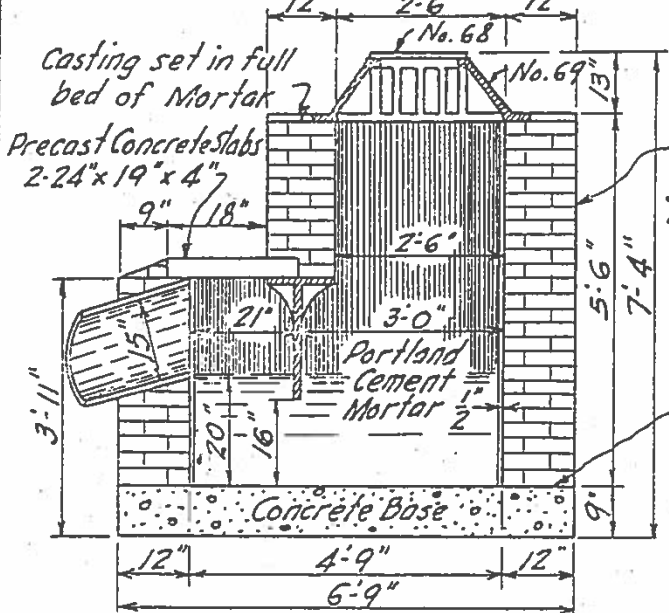 12" 2'-6" 12"
No. 68
Casting set in full
bed of Mortar
No. 69
13"
Precast Concrete Slabs
2-24" x 19" x 4"
9" 18"
2'-6"
5'-6"
7'-4"
21" 3'-0"
15"
Portland
Cement
Mortar 1/2"
3'-11"
20" 16"
Concrete Base
9"
12" 4'-9" 12"
6'-9"